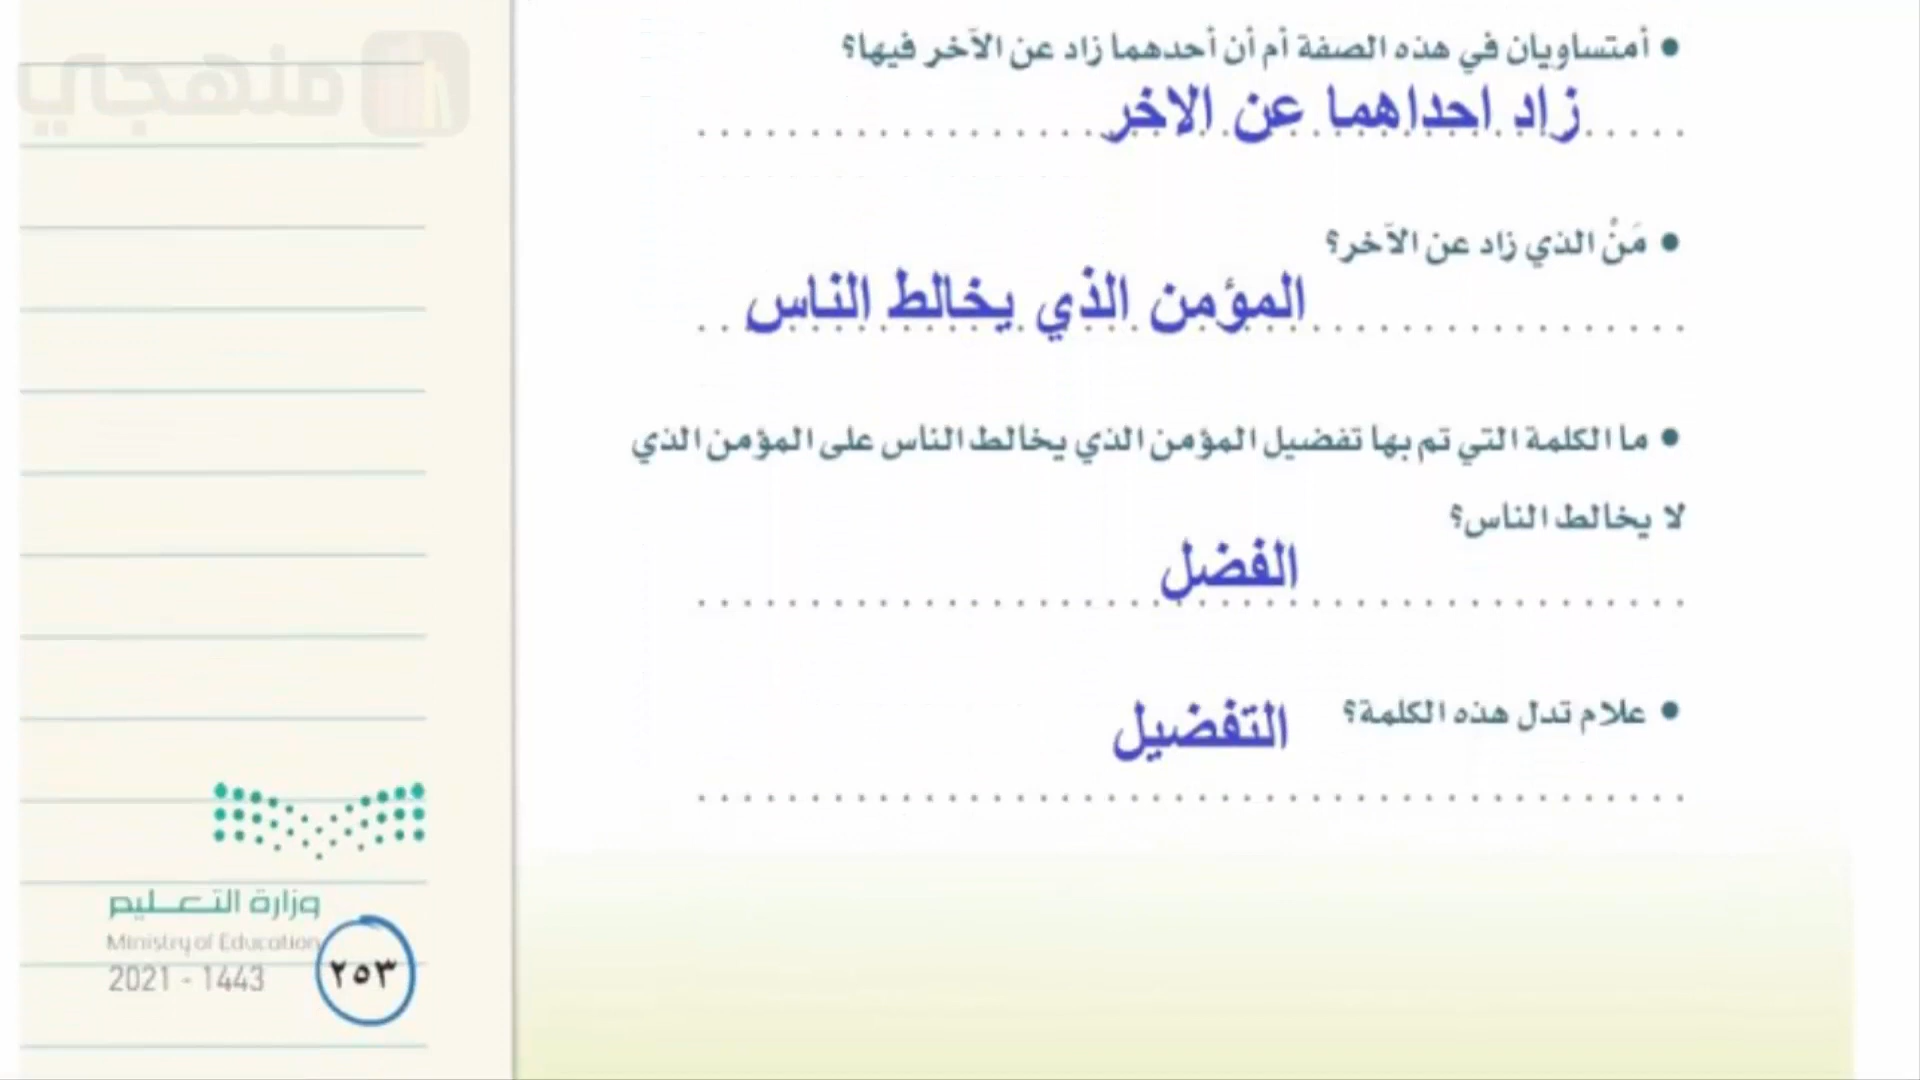 منهجي
• أمتساويان في هذه الصفة أم أن أحدهما زاد عن الآخر فيها؟
زاد احداهما عن الاخر
• مَنْ الذي زاد عن الآخر؟
المؤمن الذي يخالط الناس
• ما الكلمة التي تم بها تفضيل المؤمن الذي يخالط الناس على المؤمن الذي
لا يخالط الناس؟
الفضل
• علام تدل هذه الكلمة؟
التفضيل
وزارة التعليم
Ministry of Education
2021 - 1443
٢٥٣